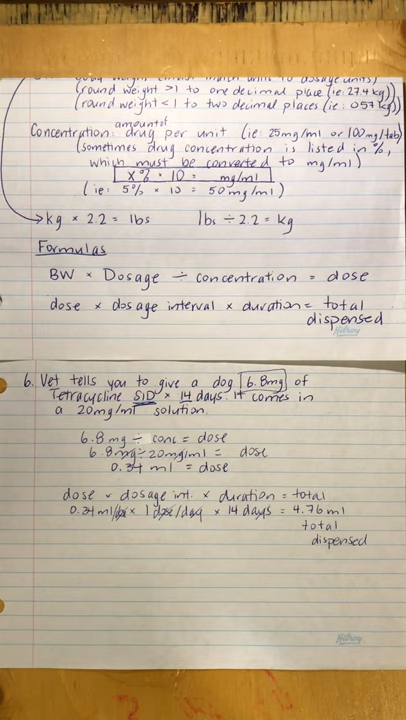 (round weight >1 to one decimal place (ie: 27.4 kg))
(round weight <1 to two decimal places (ie: 0.57 kg))
amount of
Concentration: drug per unit (ie: 25mg/ml or 100mg/tab)
(sometimes drug concentration is listed in %,
which must be converted to mg/ml)
X% × 10 = mg/ml
(ie: 5% × 10 = 50mg/ml)
kg × 2.2 = lbs lbs ÷ 2.2 = kg
Formulas
BW × Dosage ÷ concentration = dose
dose × dosage interval × duration = total
dispensed
Hilroy
6. Vet tells you to give a dog 6.8mg of
Tetracycline SID × 14 days. It comes in
a 20mg/ml solution.
6.8mg ÷ conc = dose
6.8mg ÷ 20mg/ml = dose
0.34 ml = dose
dose × dosage int. × duration = total
0.34 ml/dose × 1 dose/day × 14 days = 4.76 ml
total
dispensed
Hilroy